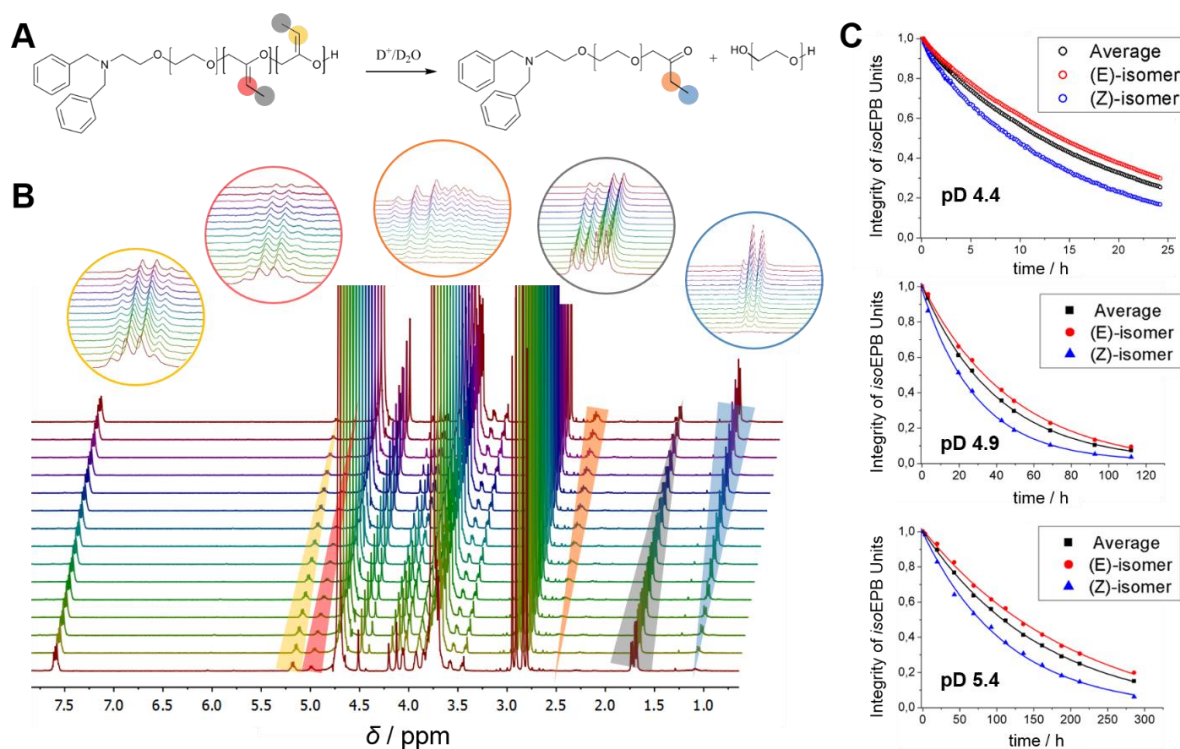 A
N
O
O
O
O
O
H
D⁺/D₂O
N
O
O
O
O
+
HO
O
H
B
7.5 7.0 6.5 6.0 5.5 5.0 4.5 4.0 3.5 3.0 2.5 2.0 1.5 1.0
δ / ppm
C
Integrity of isoEPB Units
1,0
0,8
0,6
0,4
0,2
0,0
Average
(E)-isomer
(Z)-isomer
pD 4.4
0 5 10 15 20 25
time / h
Integrity of isoEPB Units
1,0
0,8
0,6
0,4
0,2
0,0
Average
(E)-isomer
(Z)-isomer
pD 4.9
0 20 40 60 80 100 120
time / h
Integrity of isoEPB Units
1,0
0,8
0,6
0,4
0,2
0,0
Average
(E)-isomer
(Z)-isomer
pD 5.4
0 50 100 150 200 250 300
time / h